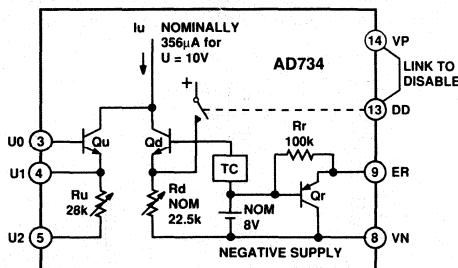 Iu NOMINALLY
356µA for
U = 10V
AD734
14 VP
LINK TO
DISABLE
13 DD
+
U0 3
Qu
Qd
Rr
100k
U1 4
TC
9 ER
Ru
28k
Rd
NOM
22.5k
Qr
NOM
8V
U2 5
8 VN
NEGATIVE SUPPLY